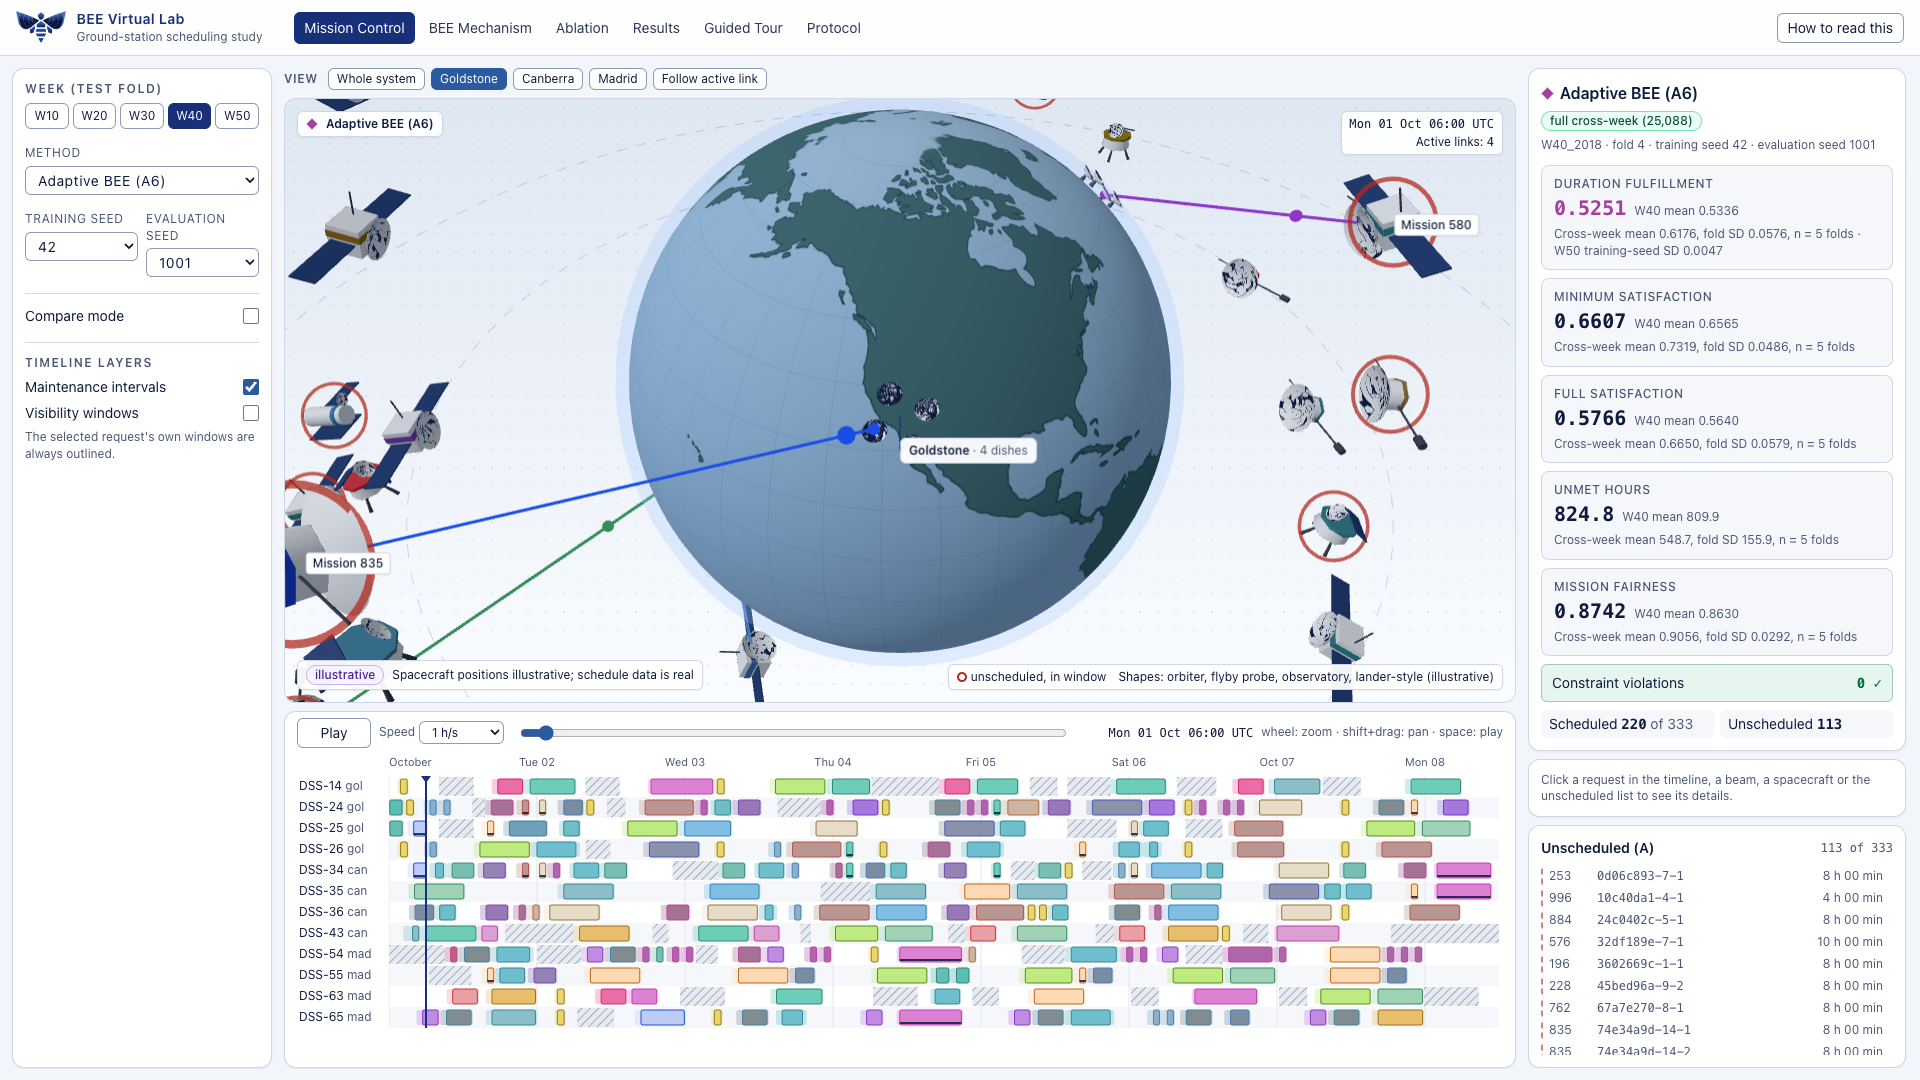 BEE Virtual Lab
Ground-station scheduling study
Mission Control
BEE Mechanism
Ablation
Results
Guided Tour
Protocol
How to read this
WEEK (TEST FOLD)
W10 W20 W30 W40 W50
METHOD
Adaptive BEE (A6)
TRAINING SEED
42
EVALUATION SEED
1001
Compare mode
TIMELINE LAYERS
Maintenance intervals
Visibility windows
The selected request's own windows are
always outlined.
VIEW
Whole system
Goldstone
Canberra
Madrid
Follow active link
Adaptive BEE (A6)
Mon 01 Oct 06:00 UTC
Active links: 4
Mission 580
Goldstone · 4 dishes
Mission 835
illustrative Spacecraft positions illustrative; schedule data is real
unscheduled, in window Shapes: orbiter, flyby probe, observatory, lander-style (illustrative)
Play
Speed
1 h/s
Mon 01 Oct 06:00 UTC wheel: zoom · shift+drag: pan · space: play
October Tue 02 Wed 03 Thu 04 Fri 05 Sat 06 Oct 07 Mon 08
DSS-14 gol
DSS-24 gol
DSS-25 gol
DSS-26 gol
DSS-34 can
DSS-35 can
DSS-36 can
DSS-43 can
DSS-54 mad
DSS-55 mad
DSS-63 mad
DSS-65 mad
Adaptive BEE (A6)
full cross-week (25,088)
W40_2018 · fold 4 · training seed 42 · evaluation seed 1001
DURATION FULFILLMENT
0.5251 W40 mean 0.5336
Cross-week mean 0.6176, fold SD 0.0576, n = 5 folds ·
W50 training-seed SD 0.0047
MINIMUM SATISFACTION
0.6607 W40 mean 0.6565
Cross-week mean 0.7319, fold SD 0.0486, n = 5 folds
FULL SATISFACTION
0.5766 W40 mean 0.5640
Cross-week mean 0.6650, fold SD 0.0579, n = 5 folds
UNMET HOURS
824.8 W40 mean 809.9
Cross-week mean 548.7, fold SD 155.9, n = 5 folds
MISSION FAIRNESS
0.8742 W40 mean 0.8630
Cross-week mean 0.9056, fold SD 0.0292, n = 5 folds
Constraint violations 0 ✓
Scheduled 220 of 333 Unscheduled 113
Click a request in the timeline, a beam, a spacecraft or the
unscheduled list to see its details.
Unscheduled (A) 113 of 333
253 0d06c893-7-1 8 h 00 min
996 10c40da1-4-1 4 h 00 min
884 24c0402c-5-1 8 h 00 min
576 32df189e-7-1 10 h 00 min
196 3602669c-1-1 8 h 00 min
228 45bed96a-9-2 8 h 00 min
762 67a7e270-8-1 8 h 00 min
835 74e34a9d-14-1 8 h 00 min
835 74e34a9d-14-2 8 h 00 min